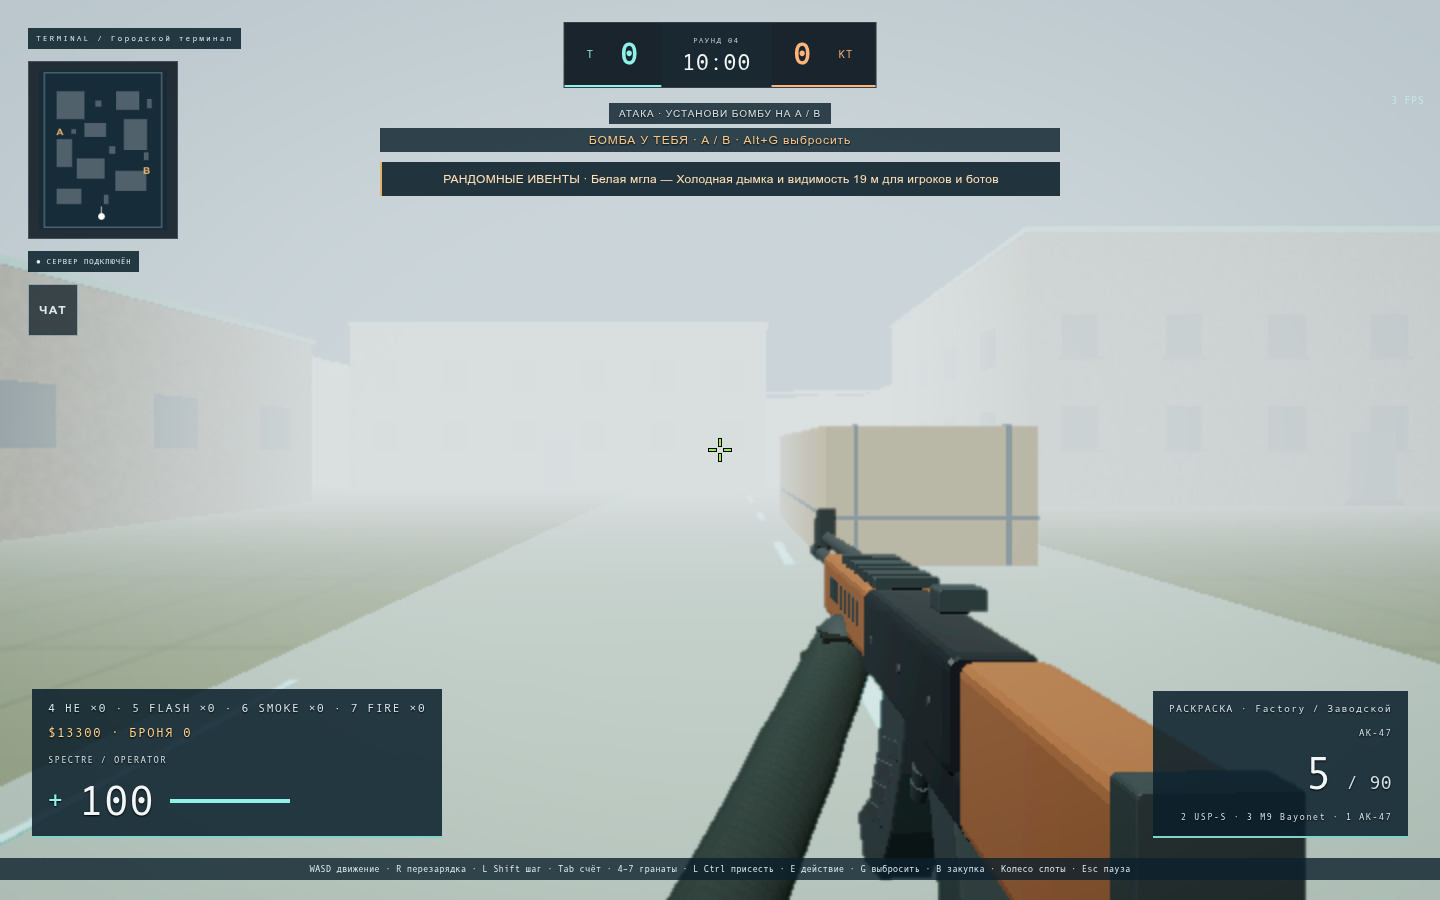 TERMINAL / Городской терминал
T
0
РАУНД 04
10:00
0
КТ
3 FPS
АТАКА · УСТАНОВИ БОМБУ НА A / B
БОМБА У ТЕБЯ · A / B · Alt+G выбросить
РАНДОМНЫЕ ИВЕНТЫ · Белая мгла — Холодная дымка и видимость 19 м для игроков и ботов
A
B
● СЕРВЕР ПОДКЛЮЧЁН
ЧАТ
4 HE ×0 · 5 FLASH ×0 · 6 SMOKE ×0 · 7 FIRE ×0
$13300 · БРОНЯ 0
SPECTRE / OPERATOR
+ 100
РАСКРАСКА · Factory / Заводской
AK-47
5 / 90
2 USP-S · 3 M9 Bayonet · 1 AK-47
WASD движение · R перезарядка · L Shift шаг · Tab счёт · 4–7 гранаты · L Ctrl присесть · E действие · G выбросить · B закупка · Колесо слоты · Esc пауза